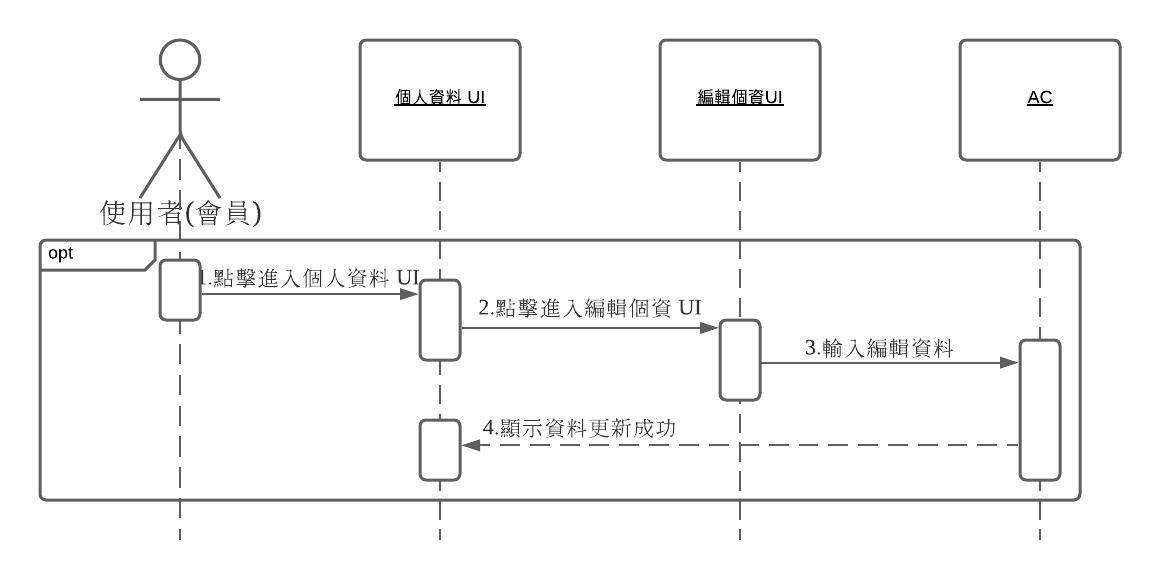 個人資料 UI
編輯個資UI
AC
使用者(會員)
opt
1.點擊進入個人資料 UI
2.點擊進入編輯個資 UI
3.輸入編輯資料
4.顯示資料更新成功